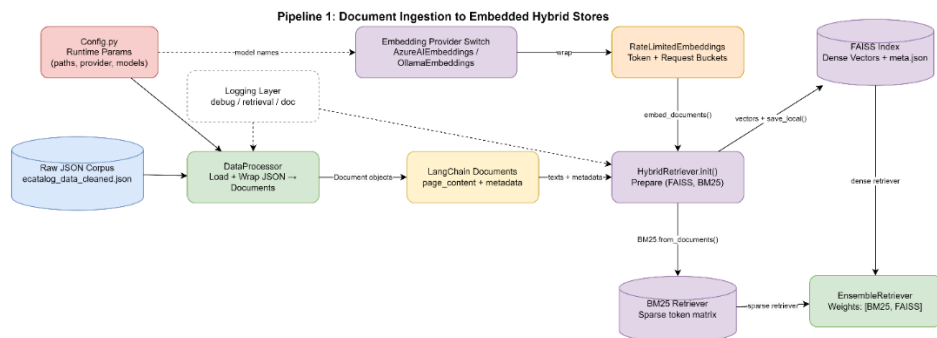 Pipeline 1: Document Ingestion to Embedded Hybrid Stores
Config.py
Runtime Params
(paths, provider, models)
model names
Embedding Provider Switch
AzureAIEmbeddings /
OllamaEmbeddings
wrap
RateLimitedEmbeddings
Token + Request Buckets
FAISS Index
Dense Vectors + meta.json
Logging Layer
debug / retrieval / doc
embed_documents()
vectors + save_local()
Raw JSON Corpus
ecatalog_data_cleaned.json
DataProcessor
Load + Wrap JSON →
Documents
Document objects
LangChain Documents
page_content + metadata
texts + metadata
HybridRetriever.init()
Prepare (FAISS, BM25)
dense retriever
BM25.from_documents()
BM25 Retriever
Sparse token matrix
sparse retriever
EnsembleRetriever
Weights: [BM25, FAISS]